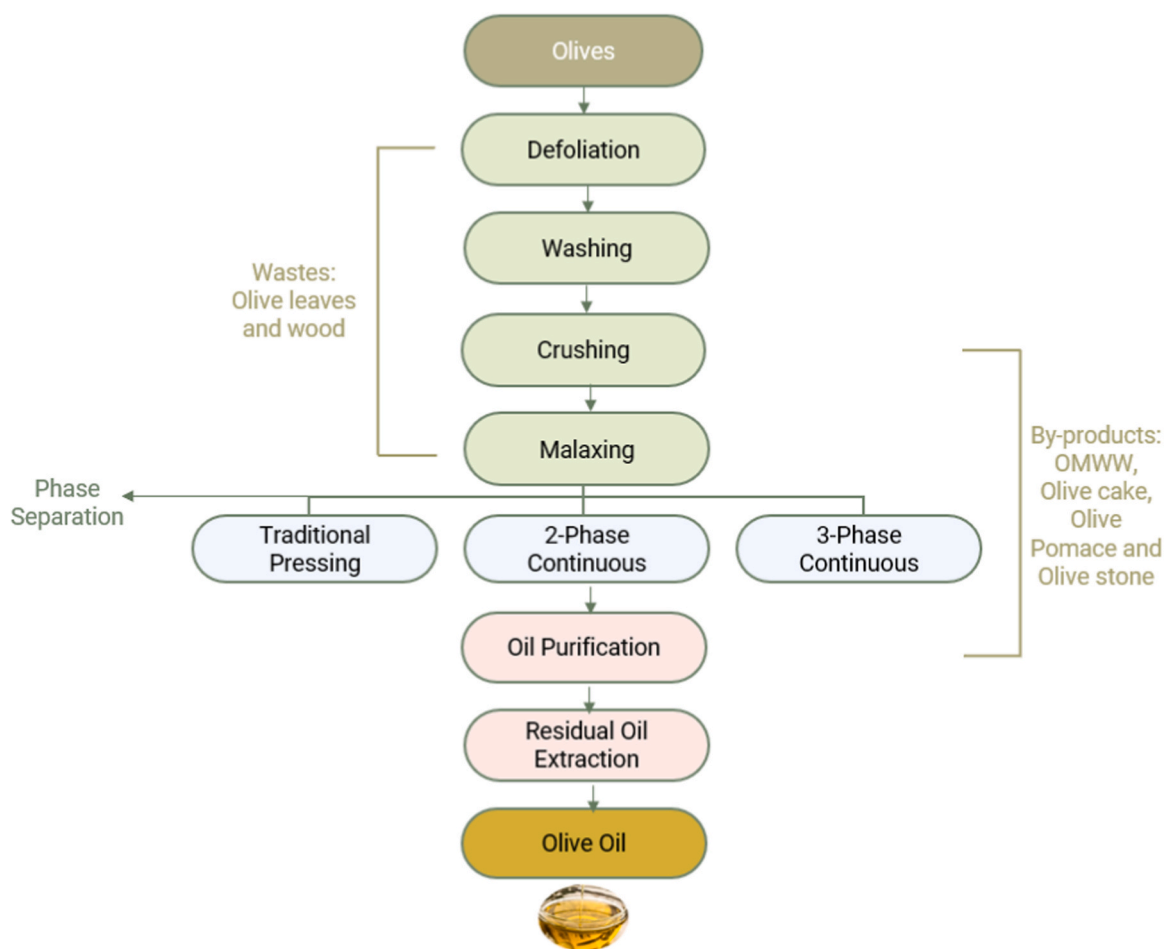 Olives
Defoliation
Washing
Wastes:
Olive leaves
and wood
Crushing
Malaxing
By-products:
OMWW,
Olive cake,
Olive
Pomace and
Olive stone
Phase
Separation
Traditional
Pressing
2-Phase
Continuous
3-Phase
Continuous
Oil Purification
Residual Oil
Extraction
Olive Oil